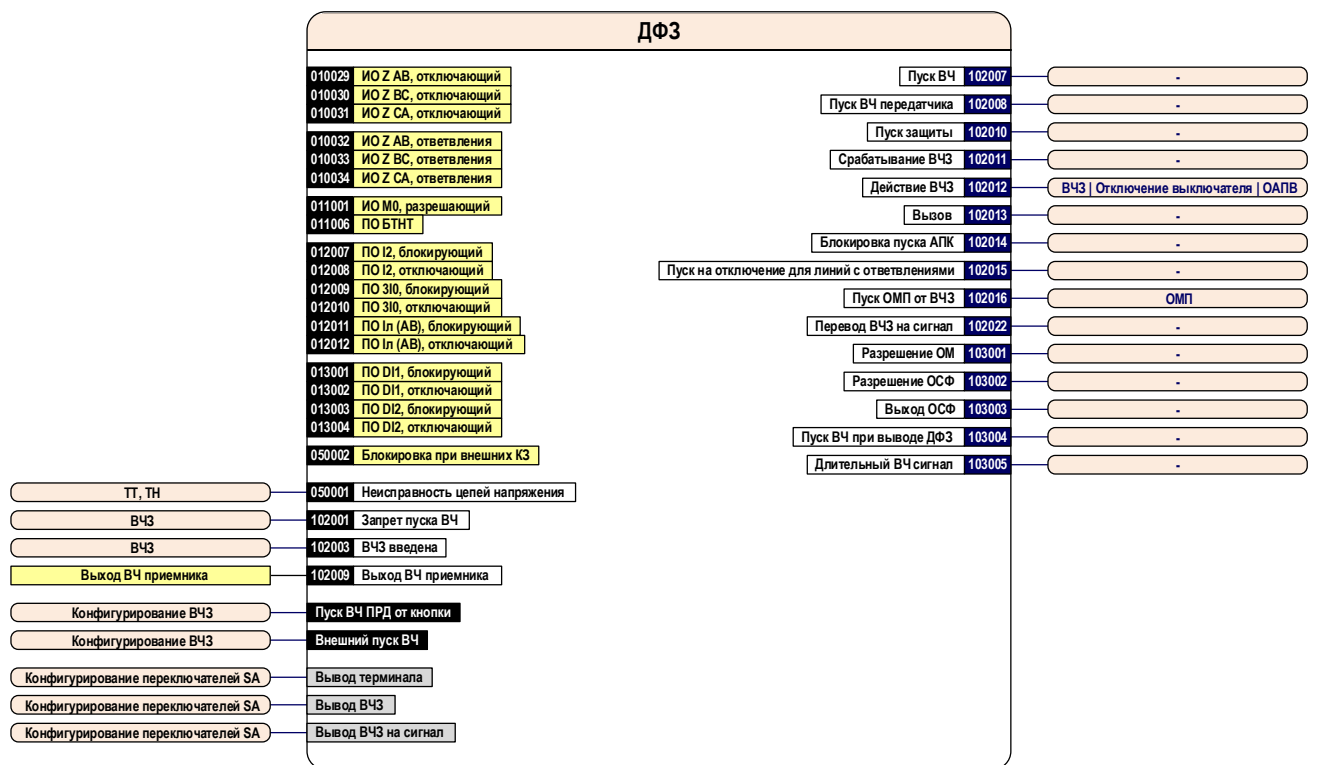 ДФЗ
010029 ИО Z AB, отключающий
010030 ИО Z BC, отключающий
010031 ИО Z CA, отключающий
010032 ИО Z AB, ответвления
010033 ИО Z BC, ответвления
010034 ИО Z CA, ответвления
011001 ИО M0, разрешающий
011006 ПО БТНТ
012007 ПО I2, блокирующий
012008 ПО I2, отключающий
012009 ПО 3I0, блокирующий
012010 ПО 3I0, отключающий
012011 ПО Iл (AB), блокирующий
012012 ПО Iл (AB), отключающий
013001 ПО DI1, блокирующий
013002 ПО DI1, отключающий
013003 ПО DI2, блокирующий
013004 ПО DI2, отключающий
050002 Блокировка при внешних КЗ
ТТ, ТН 050001 Неисправность цепей напряжения
ВЧЗ 102001 Запрет пуска ВЧ
ВЧЗ 102003 ВЧЗ введена
Выход ВЧ приемника 102009 Выход ВЧ приемника
Конфигурирование ВЧЗ Пуск ВЧ ПРД от кнопки
Конфигурирование ВЧЗ Внешний пуск ВЧ
Конфигурирование переключателей SA Вывод терминала
Конфигурирование переключателей SA Вывод ВЧЗ
Конфигурирование переключателей SA Вывод ВЧЗ на сигнал
Пуск ВЧ 102007 -
Пуск ВЧ передатчика 102008 -
Пуск защиты 102010 -
Срабатывание ВЧЗ 102011 -
Действие ВЧЗ 102012 ВЧЗ | Отключение выключателя | ОАПВ
Вызов 102013 -
Блокировка пуска АПК 102014 -
Пуск на отключение для линий с ответвлениями 102015 -
Пуск ОМП от ВЧЗ 102016 ОМП
Перевод ВЧЗ на сигнал 102022 -
Разрешение ОМ 103001 -
Разрешение ОСФ 103002 -
Выход ОСФ 103003 -
Пуск ВЧ при выводе ДФЗ 103004 -
Длительный ВЧ сигнал 103005 -